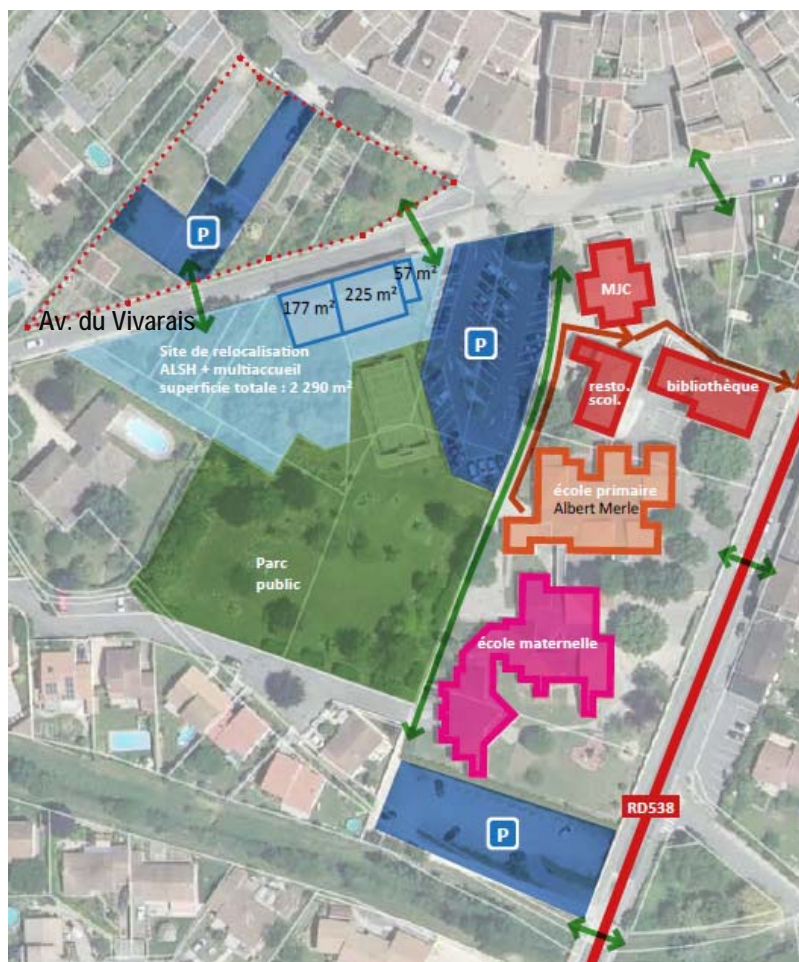 P
57 m²
225 m²
177 m²
Av. du Vivarais
Site de relocalisation
ALSH + multiaccueil
superficie totale : 2 290 m²
P
MJC
resto.
scol.
bibliothèque
école primaire
Albert Merle
Parc
public
école maternelle
RD538
P